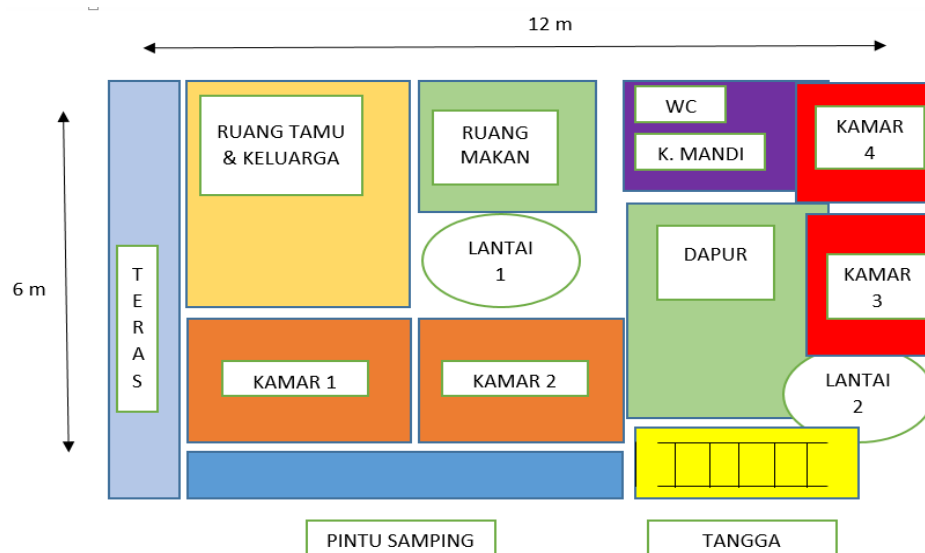 12 m
6 m
TERAS
RUANG TAMU
& KELUARGA
RUANG
MAKAN
WC
K. MANDI
KAMAR
4
LANTAI
1
DAPUR
KAMAR
3
KAMAR 1
KAMAR 2
LANTAI
2
PINTU SAMPING
TANGGA